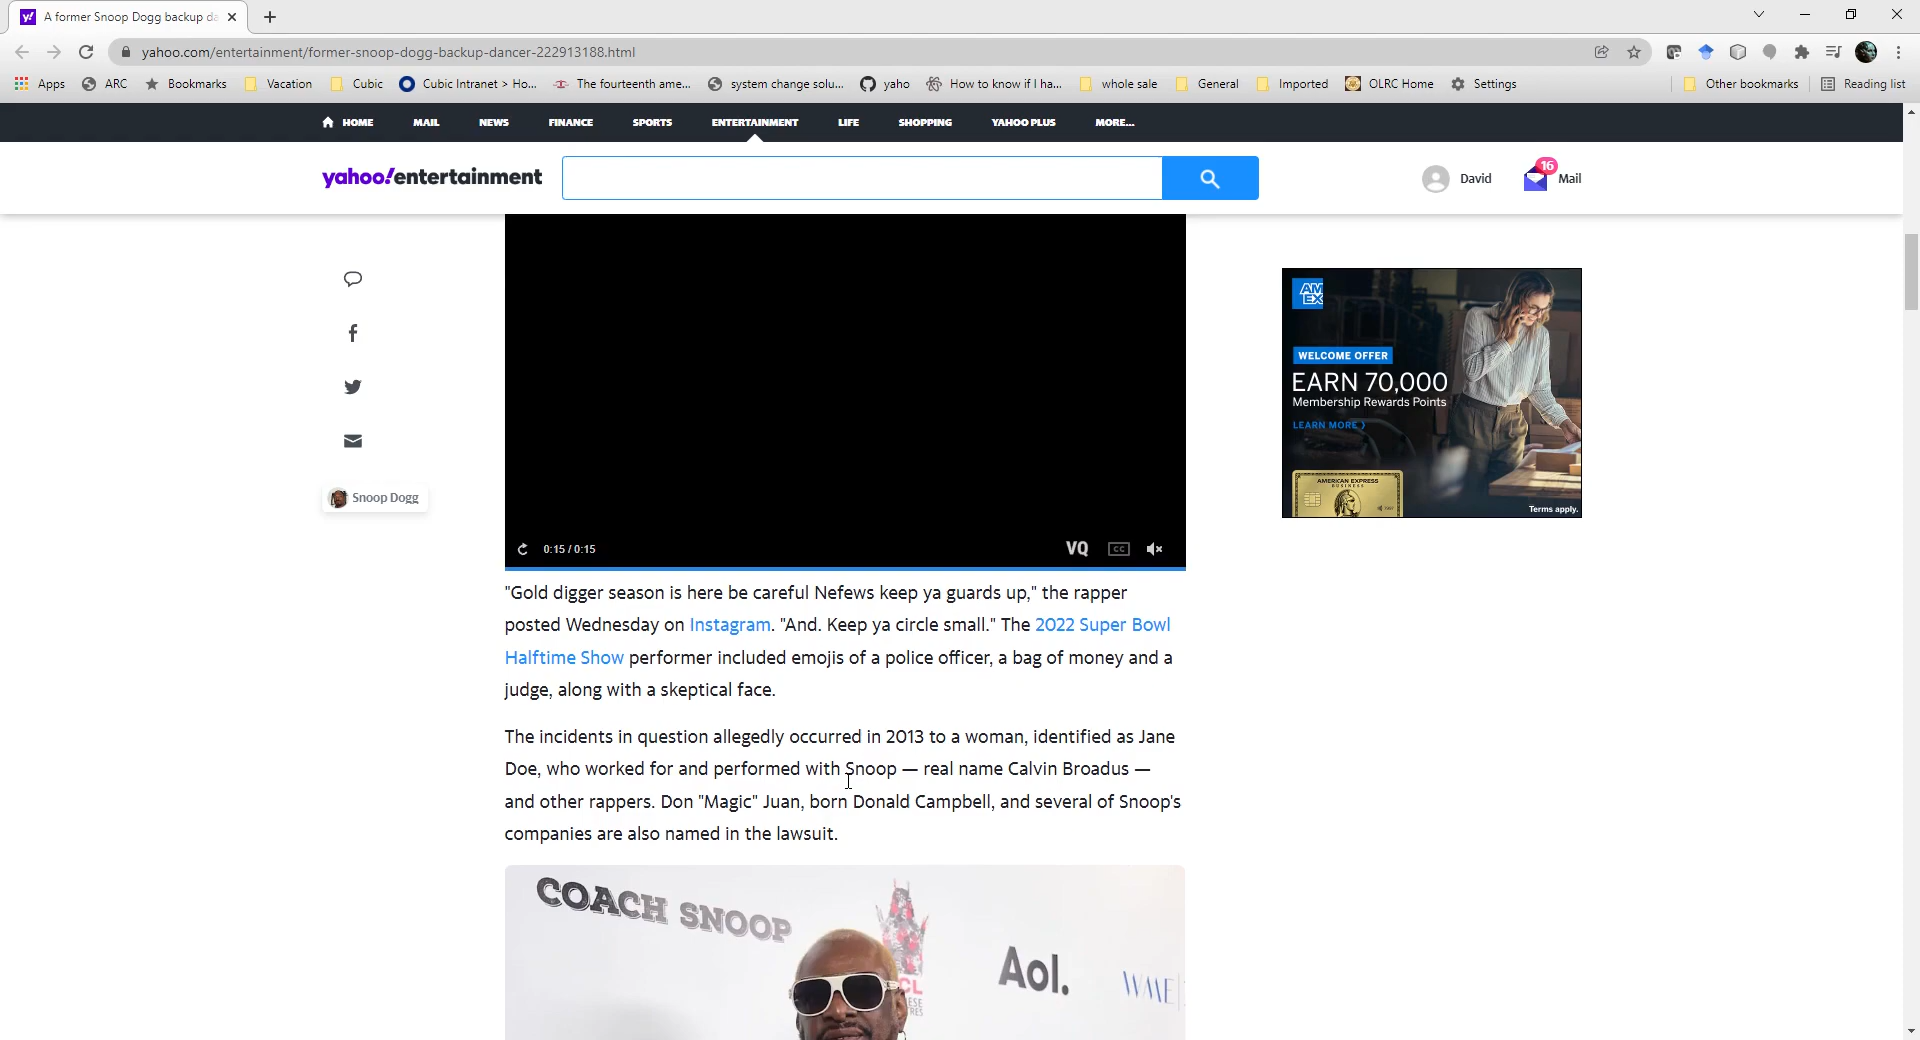 A former Snoop Dogg backup da
yahoo.com/entertainment/former-snoop-dogg-backup-dancer-222913188.html
Apps ARC Bookmarks Vacation Cubic Cubic Intranet > Ho... The fourteenth ame... system change solu... yaho How to know if I ha... whole sale General Imported OLRC Home Settings Other bookmarks Reading list
HOME MAIL NEWS FINANCE SPORTS ENTERTAINMENT LIFE SHOPPING YAHOO PLUS MORE...
yahoo!entertainment
David
16
Mail
Snoop Dogg
0:15 / 0:15
VQ
CC
"Gold digger season is here be careful Nefews keep ya guards up," the rapper
posted Wednesday on Instagram. "And. Keep ya circle small." The 2022 Super Bowl
Halftime Show performer included emojis of a police officer, a bag of money and a
judge, along with a skeptical face.
The incidents in question allegedly occurred in 2013 to a woman, identified as Jane
Doe, who worked for and performed with Snoop — real name Calvin Broadus —
and other rappers. Don "Magic" Juan, born Donald Campbell, and several of Snoop's
companies are also named in the lawsuit.
COACH SNOOP
Aol.
WME
AM
EX
WELCOME OFFER
EARN 70,000
Membership Rewards Points
LEARN MORE >
AMERICAN EXPRESS
BUSINESS
Terms apply.